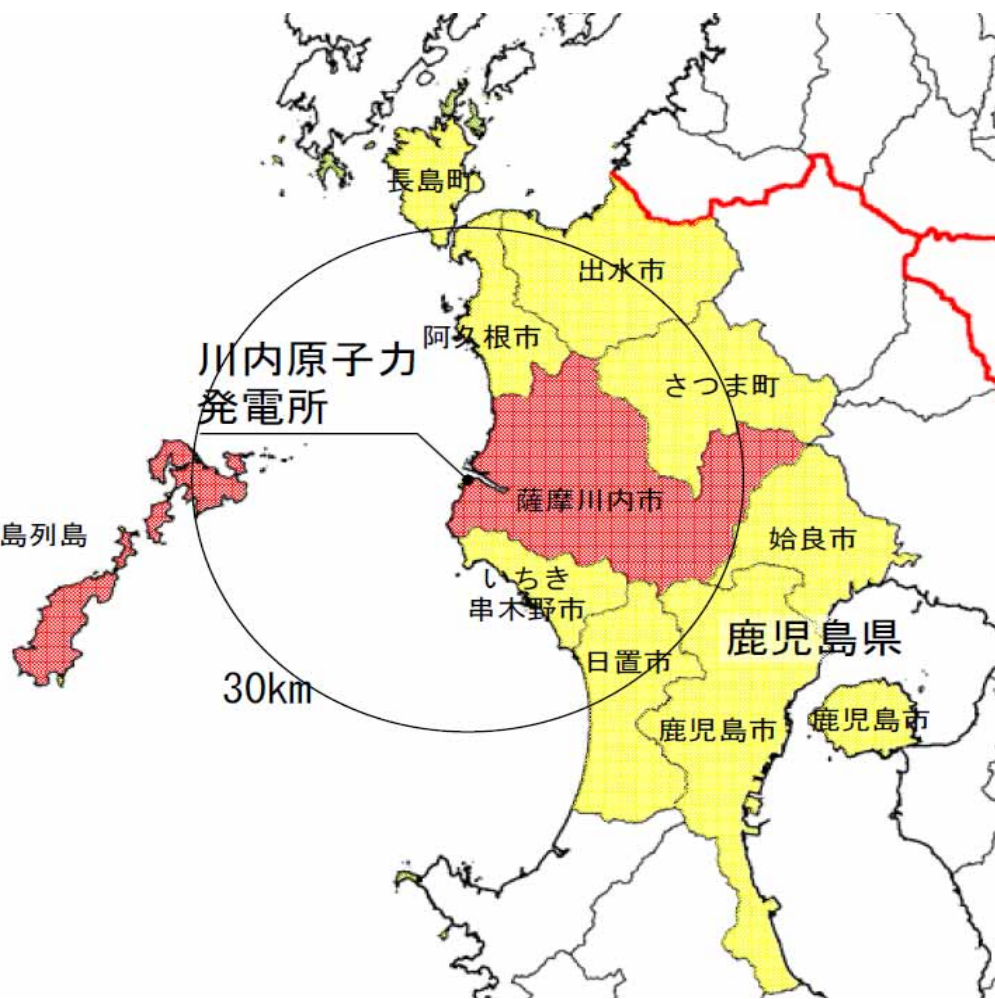 長島町
出水市
阿久根市
川内原子力
発電所
さつま町
薩摩川内市
島列島
姶良市
いちき
串木野市
鹿児島県
日置市
30km
鹿児島市
鹿児島市